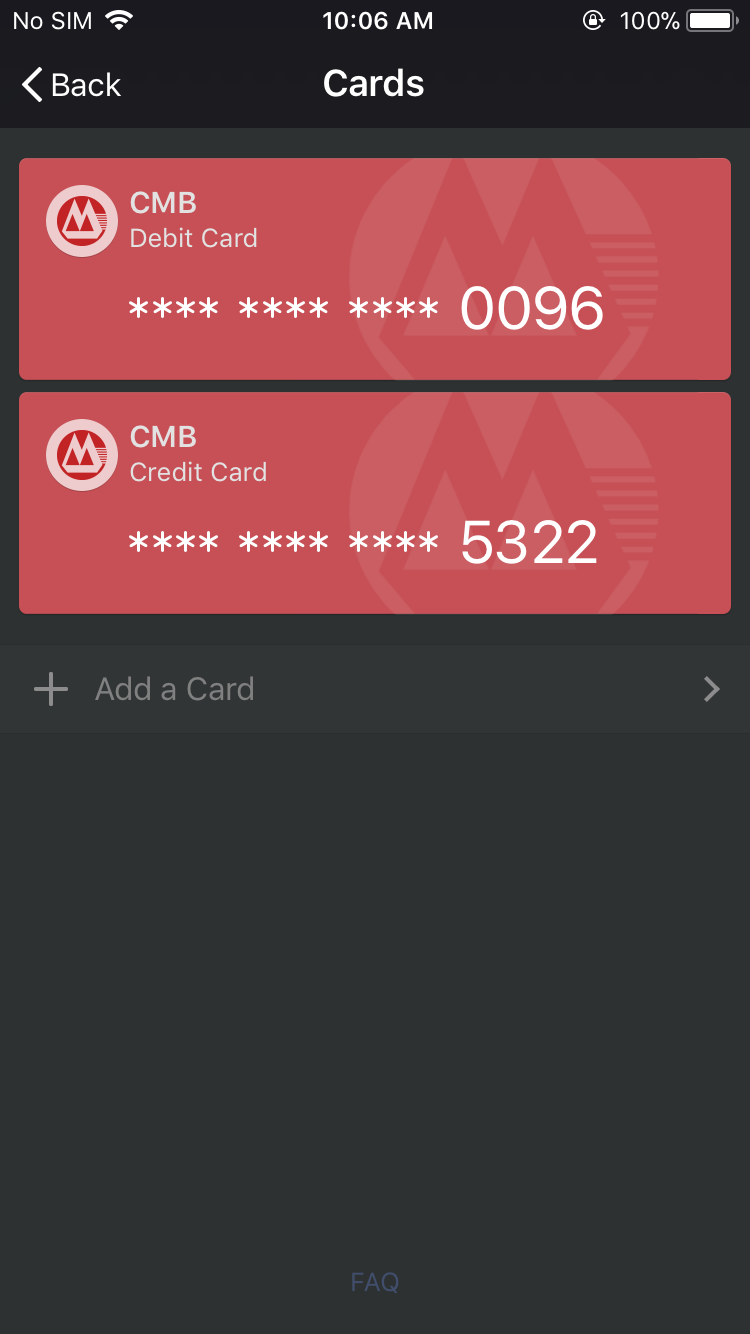 No SIM 10:06 AM 100%
Back Cards
CMB
Debit Card
**** **** **** 0096
CMB
Credit Card
**** **** **** 5322
Add a Card
FAQ